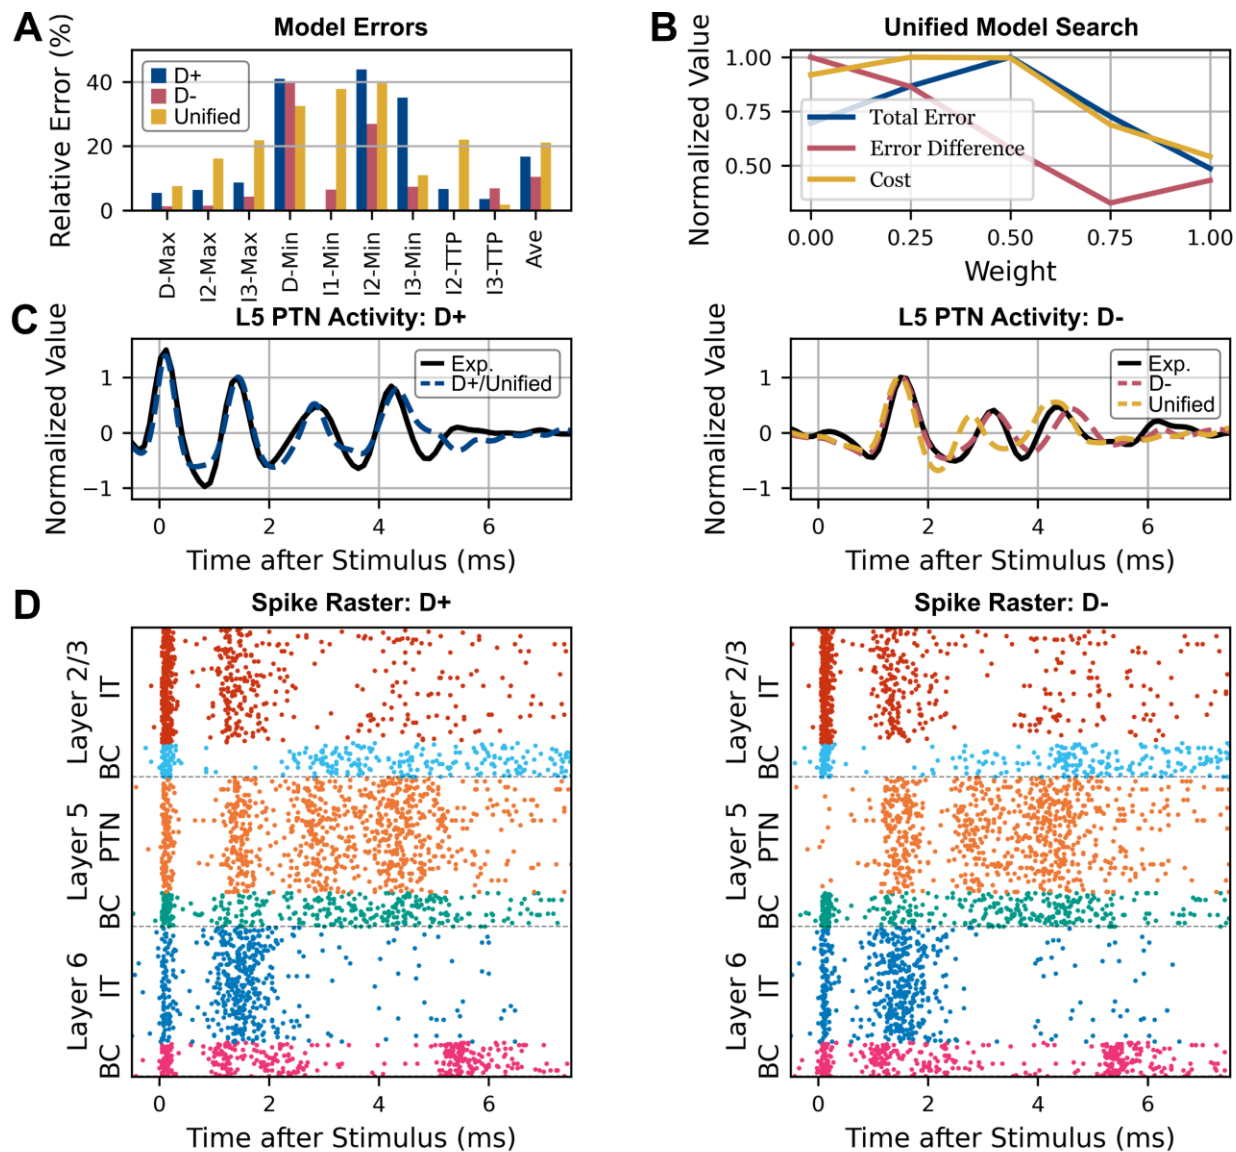 A
Model Errors
Relative Error (%)
40
20
0
D+
D-
Unified
D-Max
I2-Max
I3-Max
D-Min
I1-Min
I2-Min
I3-Min
I2-TTP
I3-TTP
Ave
B
Unified Model Search
Normalized Value
1.00
0.75
0.50
Total Error
Error Difference
Cost
0.00 0.25 0.50 0.75 1.00
Weight
C
L5 PTN Activity: D+
Normalized Value
1
0
−1
Exp.
D+/Unified
0 2 4 6
Time after Stimulus (ms)
L5 PTN Activity: D-
Normalized Value
1
0
−1
Exp.
D-
Unified
0 2 4 6
Time after Stimulus (ms)
D
Spike Raster: D+
Layer 2/3
IT
BC
Layer 5
PTN
BC
Layer 6
IT
BC
0 2 4 6
Time after Stimulus (ms)
Spike Raster: D-
Layer 2/3
IT
BC
Layer 5
PTN
BC
Layer 6
IT
BC
0 2 4 6
Time after Stimulus (ms)